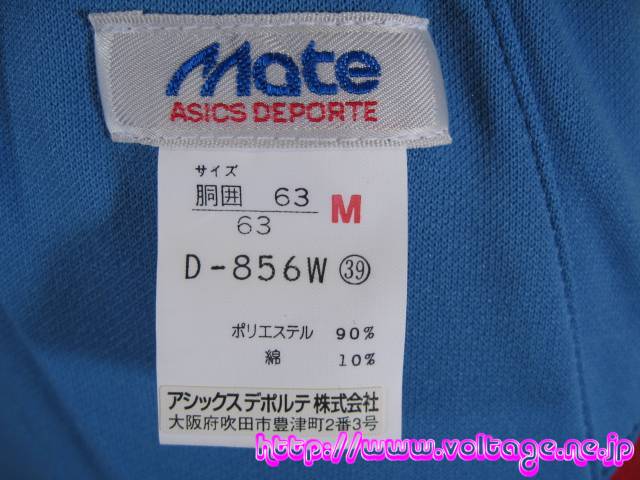 Mate
ASICS DEPORTE
サイズ
胴囲 63
63
M
D-856W ㊴
ポリエステル 90%
綿 10%
アシックスデポルテ株式会社
大阪府吹田市豊津町2番3号
http://www.voltage.ne.jp